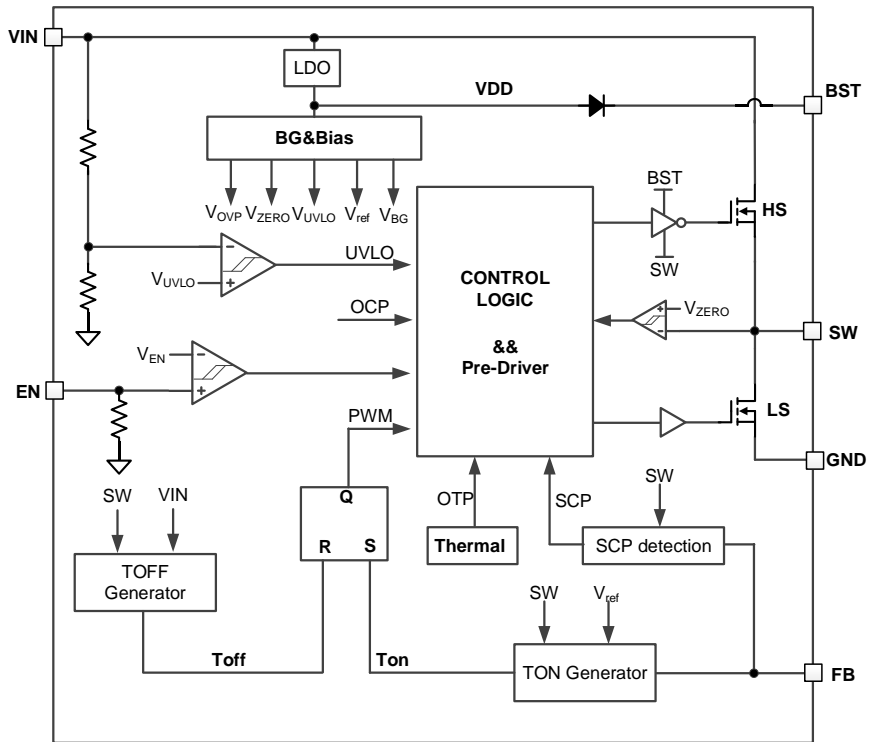 VIN
LDO
VDD
BST
BG&Bias
BST
HS
VOVP VZERO VUVLO Vref VBG
SW
UVLO
VUVLO
CONTROL
LOGIC
&&
Pre-Driver
OCP
VZERO
SW
VEN
EN
LS
PWM
GND
SW VIN
Q
R S
OTP
SCP
SW
Thermal
SCP detection
TOFF
Generator
SW Vref
Toff
Ton
TON Generator
FB